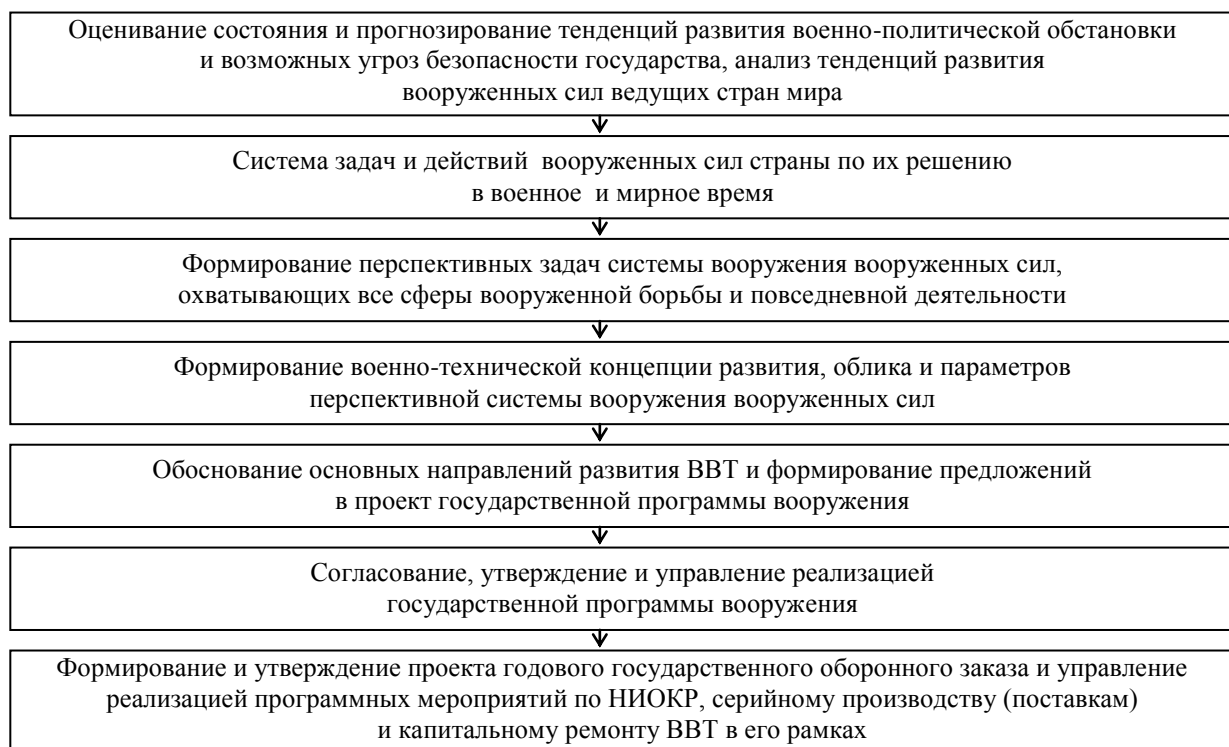 Оценивание состояния и прогнозирование тенденций развития военно-политической обстановки
и возможных угроз безопасности государства, анализ тенденций развития
вооруженных сил ведущих стран мира
Система задач и действий вооруженных сил страны по их решению
в военное и мирное время
Формирование перспективных задач системы вооружения вооруженных сил,
охватывающих все сферы вооруженной борьбы и повседневной деятельности
Формирование военно-технической концепции развития, облика и параметров
перспективной системы вооружения вооруженных сил
Обоснование основных направлений развития ВВТ и формирование предложений
в проект государственной программы вооружения
Согласование, утверждение и управление реализацией
государственной программы вооружения
Формирование и утверждение проекта годового государственного оборонного заказа и управление
реализацией программных мероприятий по НИОКР, серийному производству (поставкам)
и капитальному ремонту ВВТ в его рамках